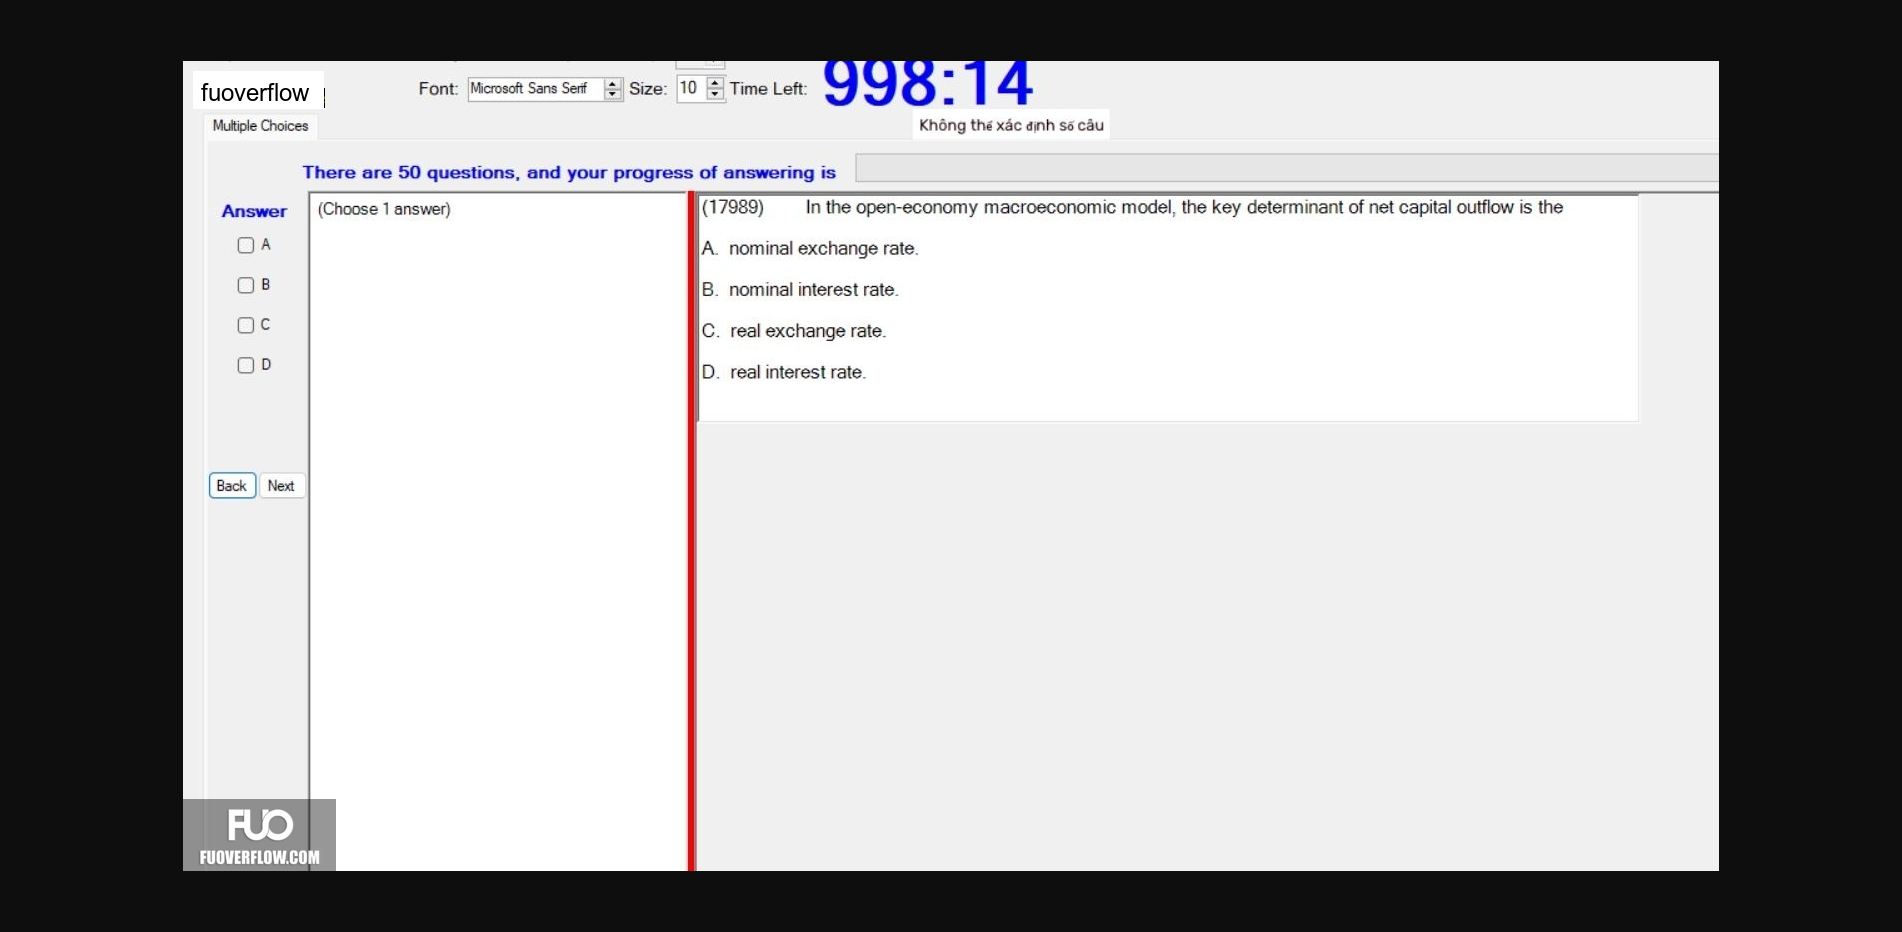 fuoverflow
Font: Microsoft Sans Serif Size: 10 Time Left: 998:14
Multiple Choices
Không thể xác định số câu
There are 50 questions, and your progress of answering is
Answer
(Choose 1 answer)
A
B
C
D
Back Next
(17989) In the open-economy macroeconomic model, the key determinant of net capital outflow is the
A. nominal exchange rate.
B. nominal interest rate.
C. real exchange rate.
D. real interest rate.
FUO
FUOVERFLOW.COM